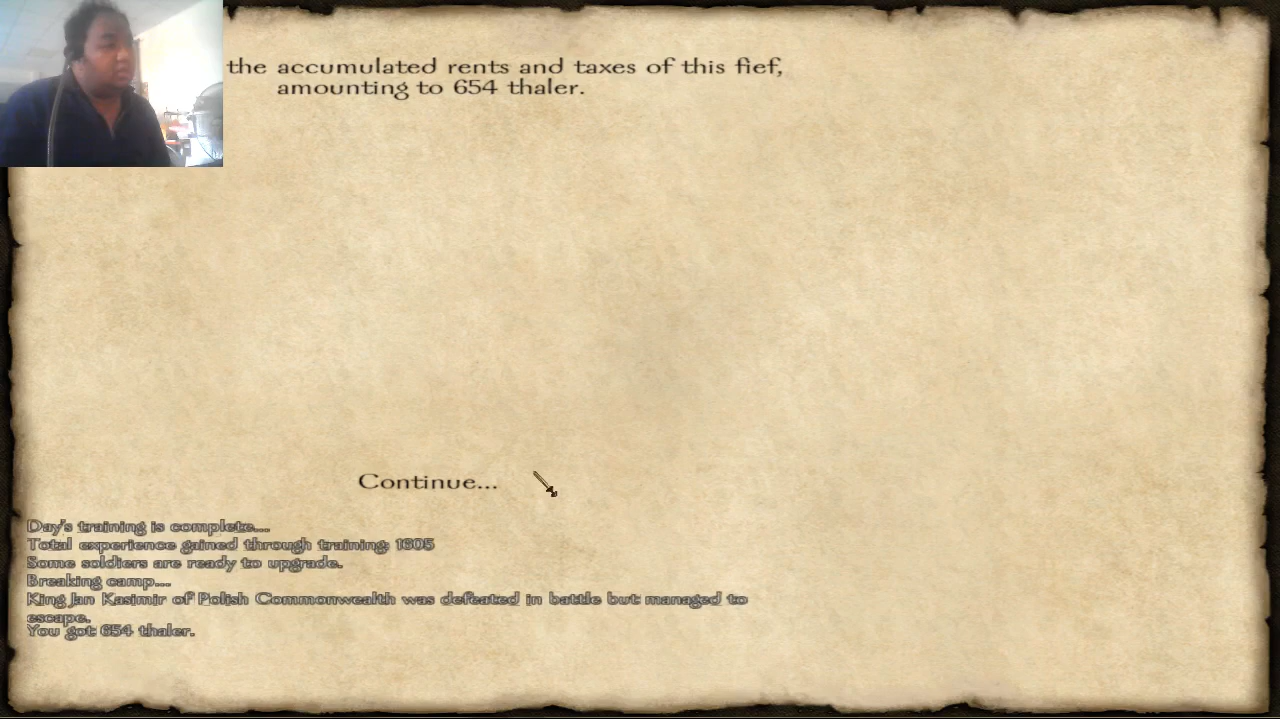 the accumulated rents and taxes of this fief,
amounting to 654 thaler.
Continue...
Day's training is complete...
Total experience gained through training: 1605
Some soldiers are ready to upgrade.
Breaking camp...
King Jan Kasimir of Polish Commonwealth was defeated in battle but managed to
escape.
You got 654 thaler.